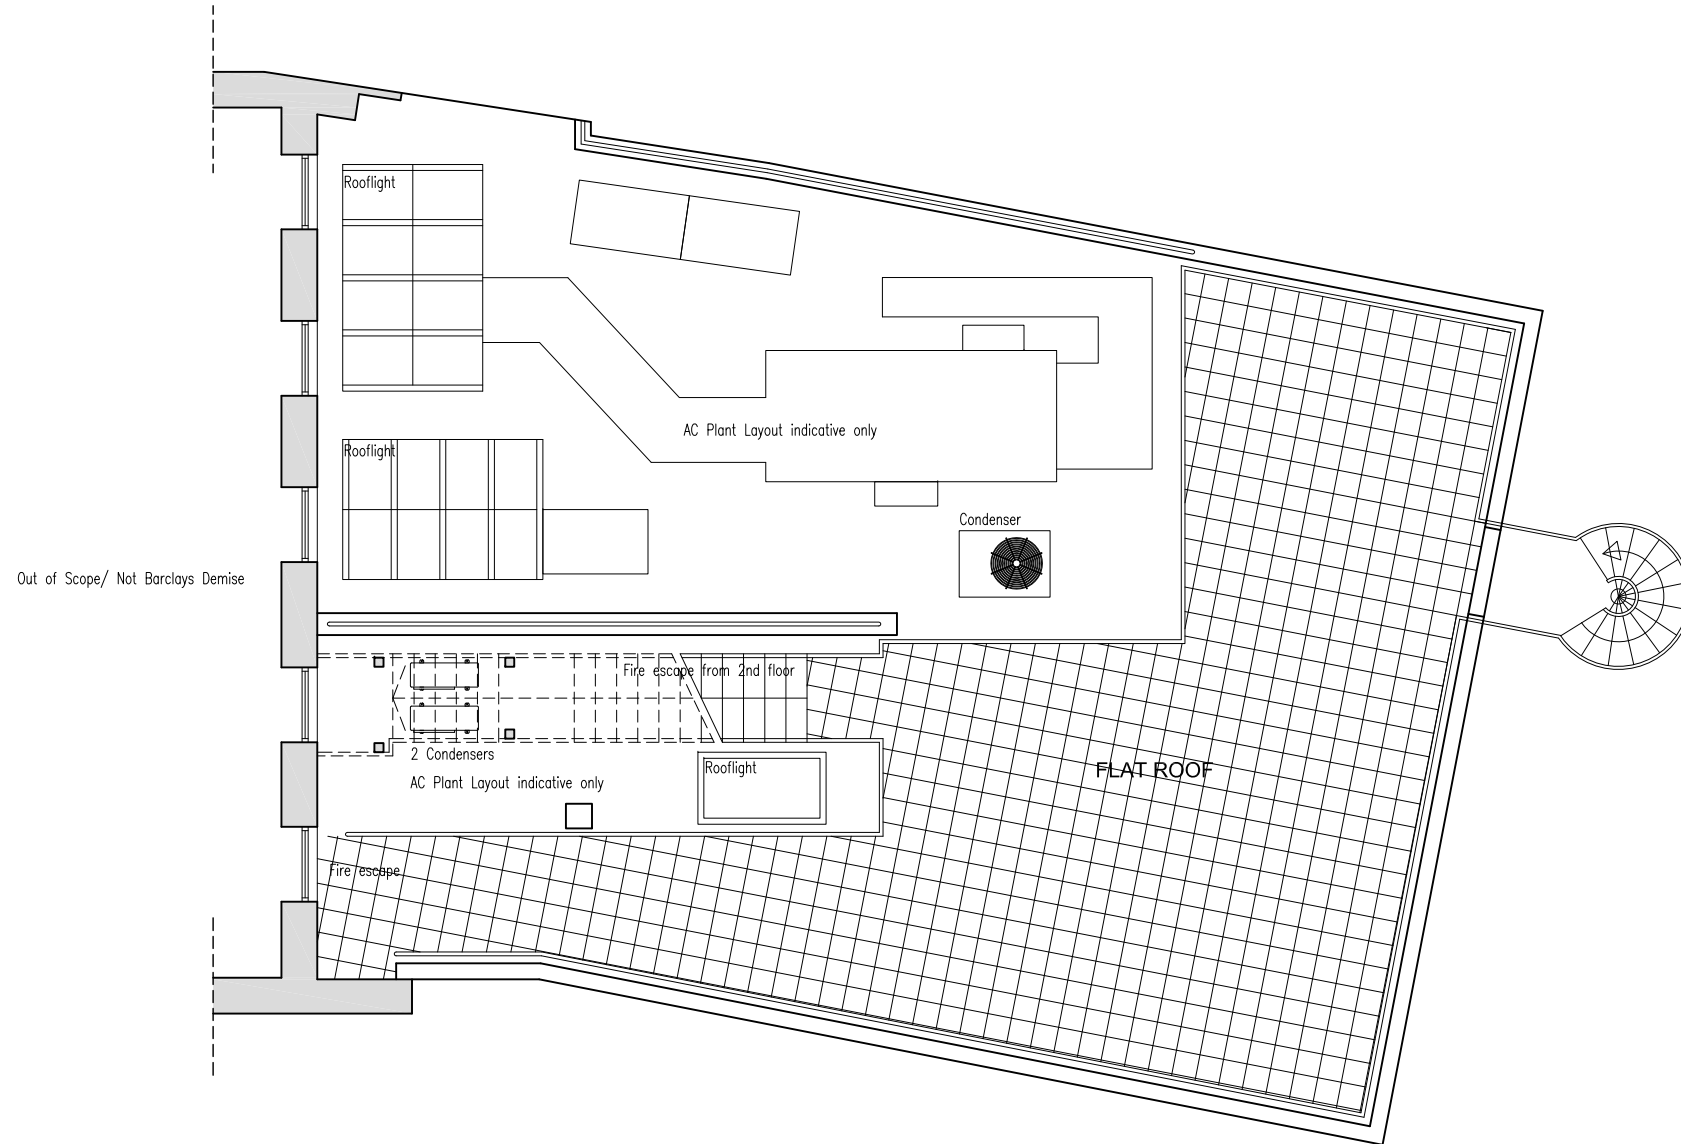 Rooflight
AC Plant Layout indicative only
Rooflight
Condenser
Out of Scope/ Not Barclays Demise
Fire escape from 2nd floor
2 Condensers
Rooflight
AC Plant Layout indicative only
FLAT ROOF
Fire escape